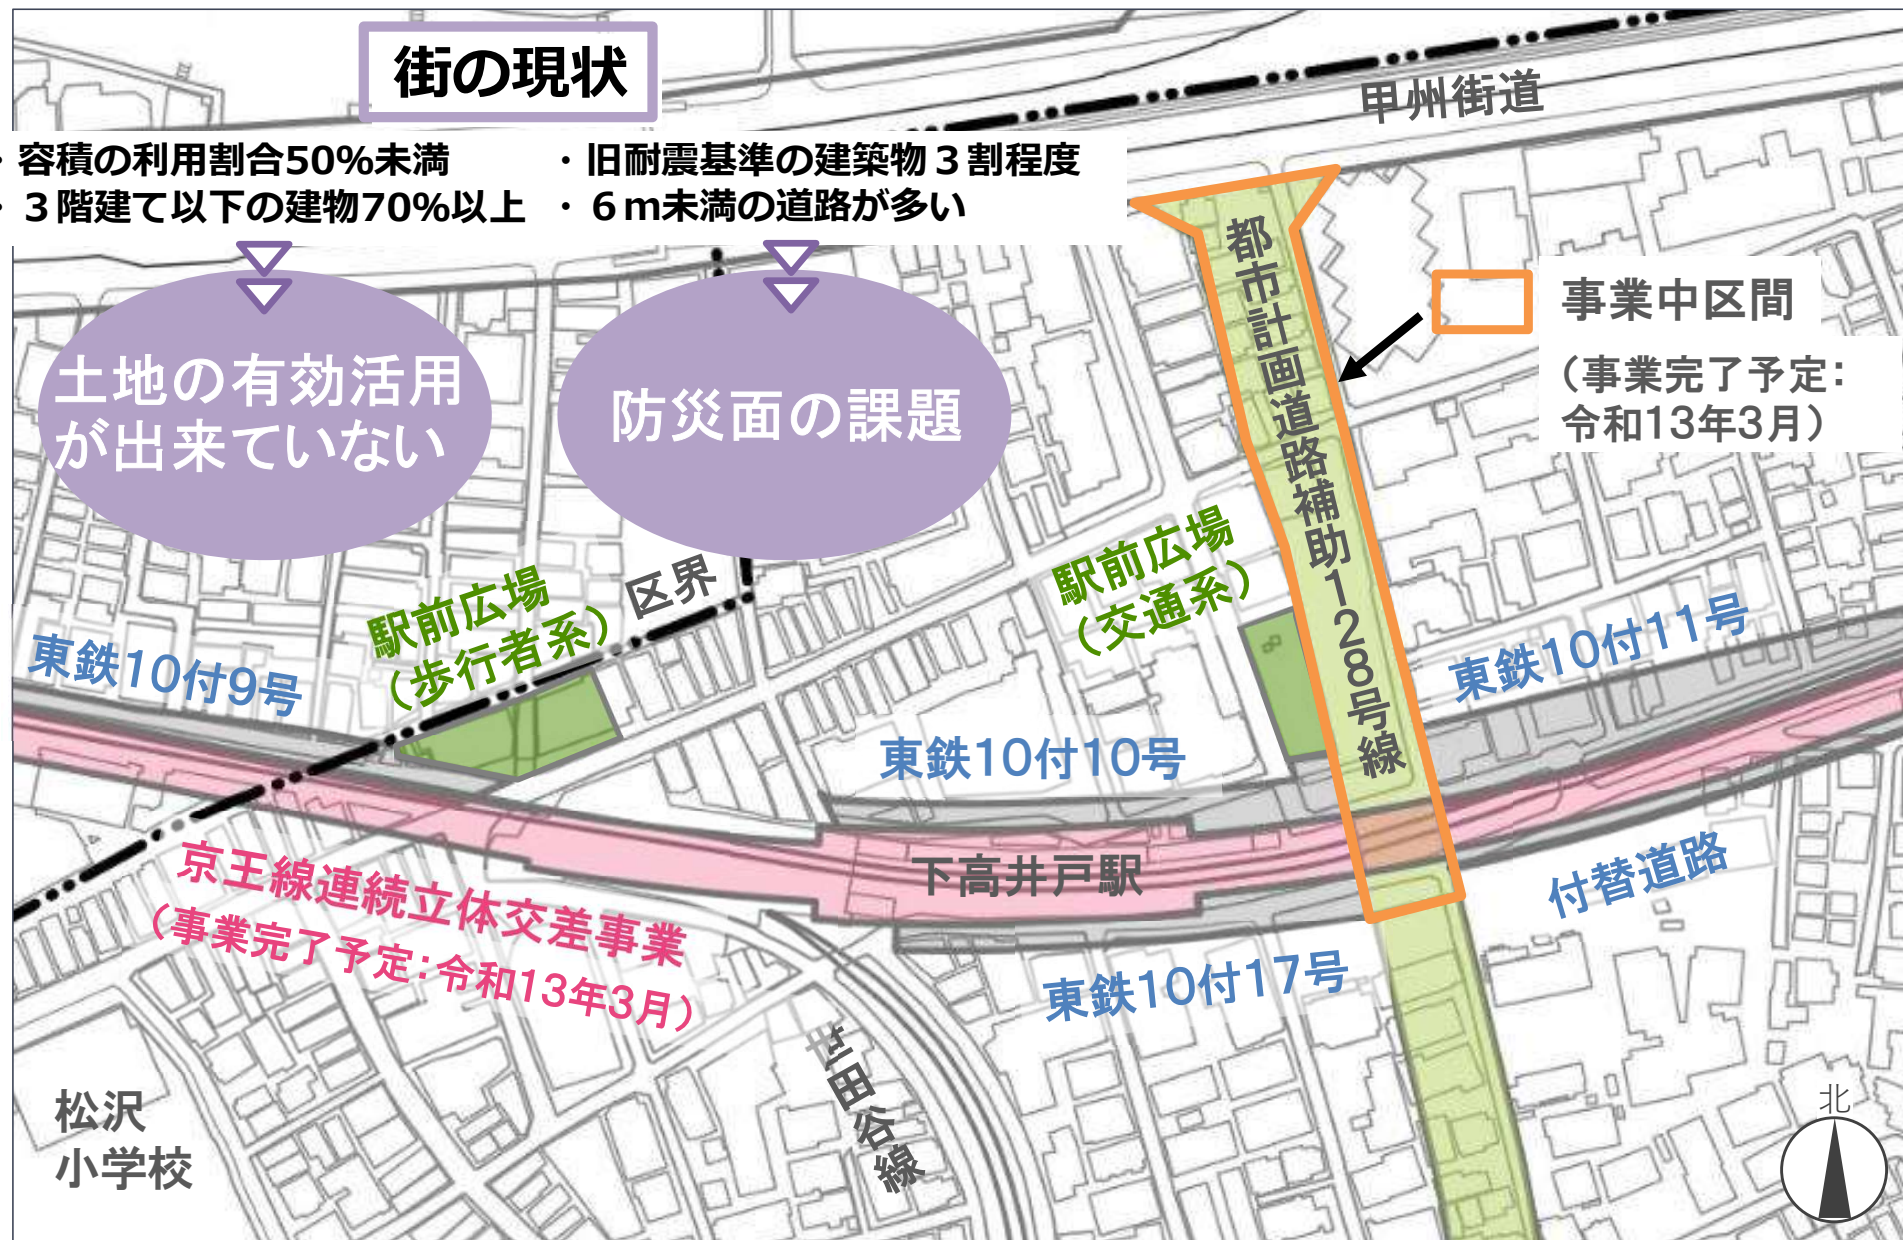 街の現状
・容積の利用割合50%未満
・３階建て以下の建物70%以上
・旧耐震基準の建築物３割程度
・６m未満の道路が多い
土地の有効活用
が出来ていない
防災面の課題
甲州街道
都市計画道路補助128号線
事業中区間
（事業完了予定：
令和13年3月）
区界
駅前広場
（歩行者系）
駅前広場
（交通系）
東鉄10付9号
東鉄10付10号
東鉄10付11号
下高井戸駅
京王線連続立体交差事業
（事業完了予定：令和13年3月）
付替道路
東鉄10付17号
世田谷線
松沢
小学校
北